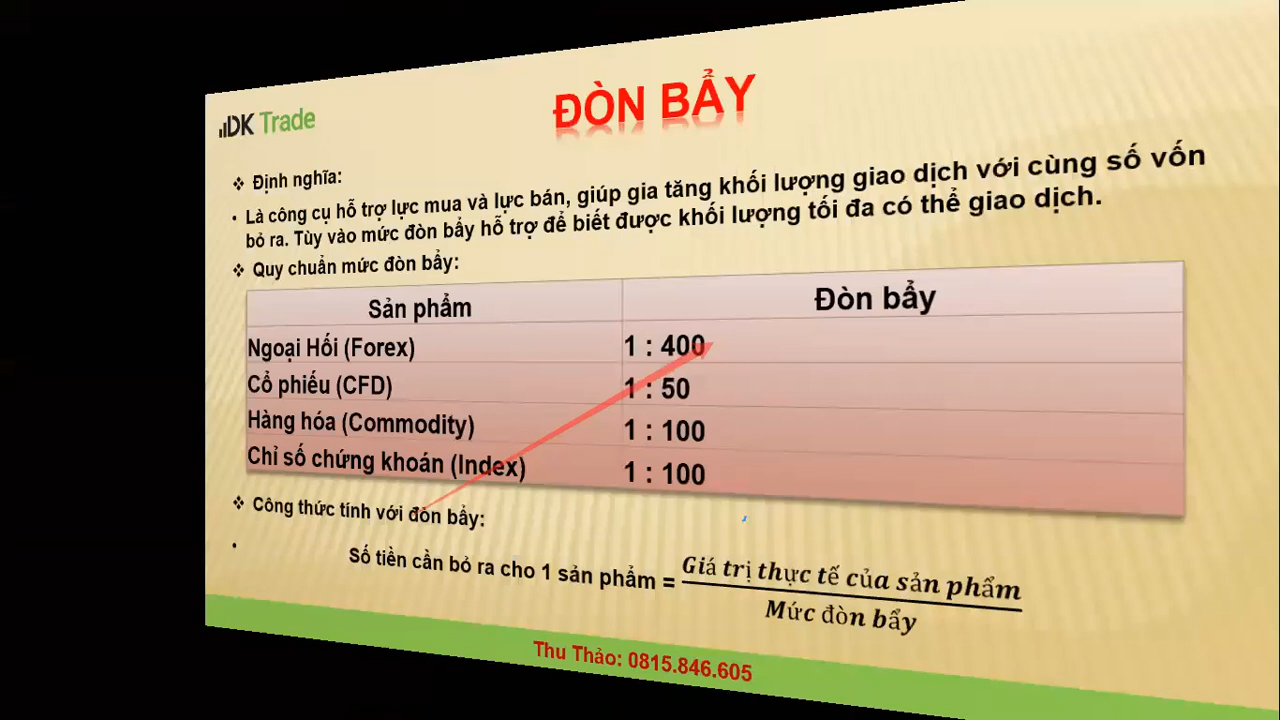 DK Trade
ĐÒN BẨY
❖ Định nghĩa:
• Là công cụ hỗ trợ lực mua và lực bán, giúp gia tăng khối lượng giao dịch với cùng số vốn
bỏ ra. Tùy vào mức đòn bẩy hỗ trợ để biết được khối lượng tối đa có thể giao dịch.
❖ Quy chuẩn mức đòn bẩy:
Sản phẩm Đòn bẩy
Ngoại Hối (Forex) 1 : 400
Cổ phiếu (CFD) 1 : 50
Hàng hóa (Commodity) 1 : 100
Chỉ số chứng khoán (Index) 1 : 100
❖ Công thức tính với đòn bẩy:
• Số tiền cần bỏ ra cho 1 sản phẩm = Giá trị thực tế của sản phẩm
Mức đòn bẩy
Thu Thảo: 0815.846.605